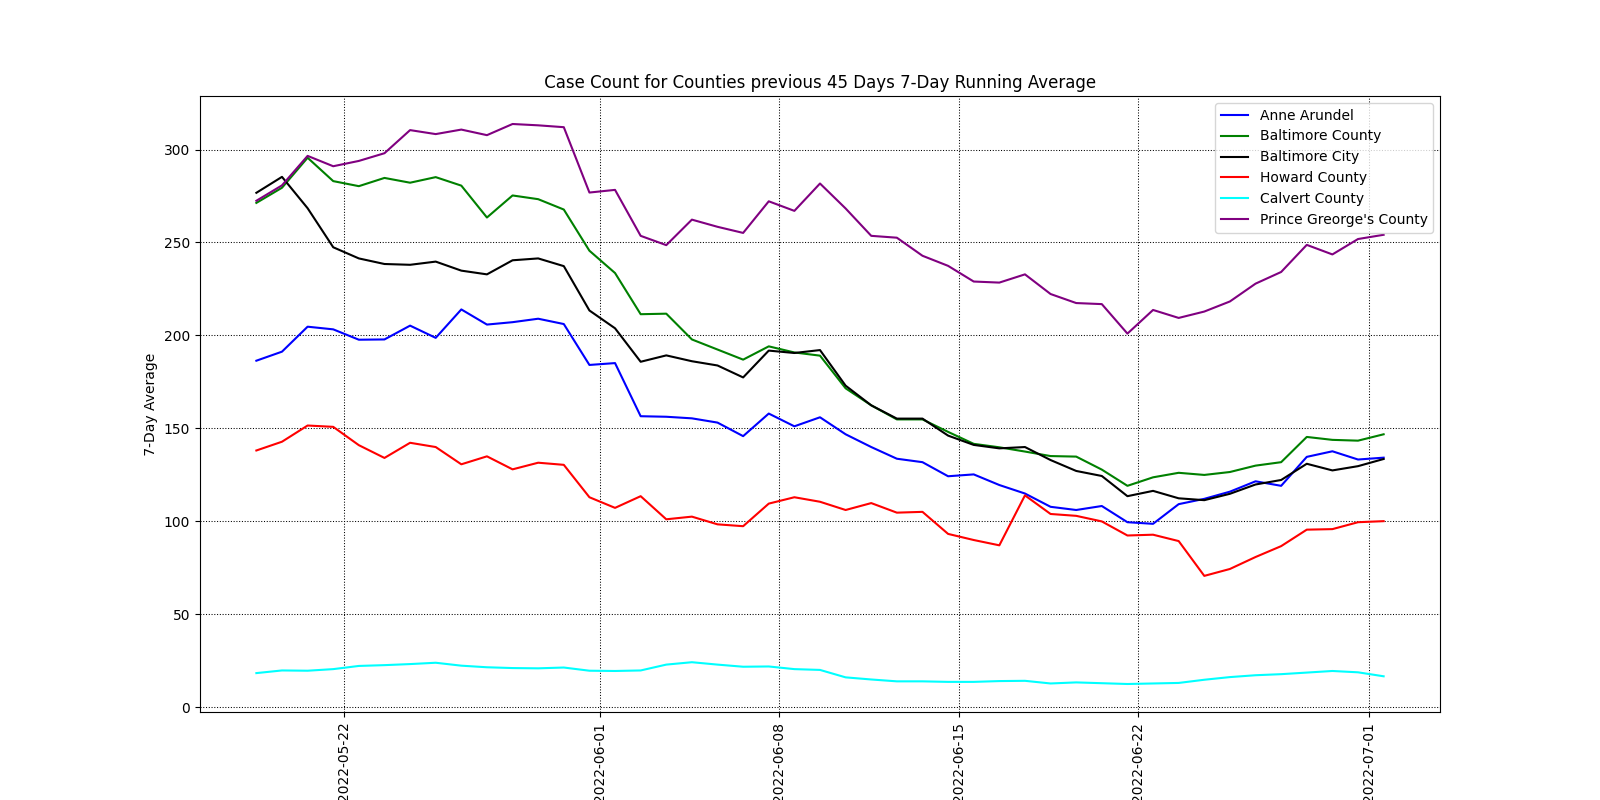 Case Count for Counties previous 45 Days 7-Day Running Average
Anne Arundel
Baltimore County
Baltimore City
Howard County
Calvert County
Prince Greorge's County
7-Day Average
300
250
200
150
100
50
0
2022-05-22
2022-06-01
2022-06-08
2022-06-15
2022-06-22
2022-07-01